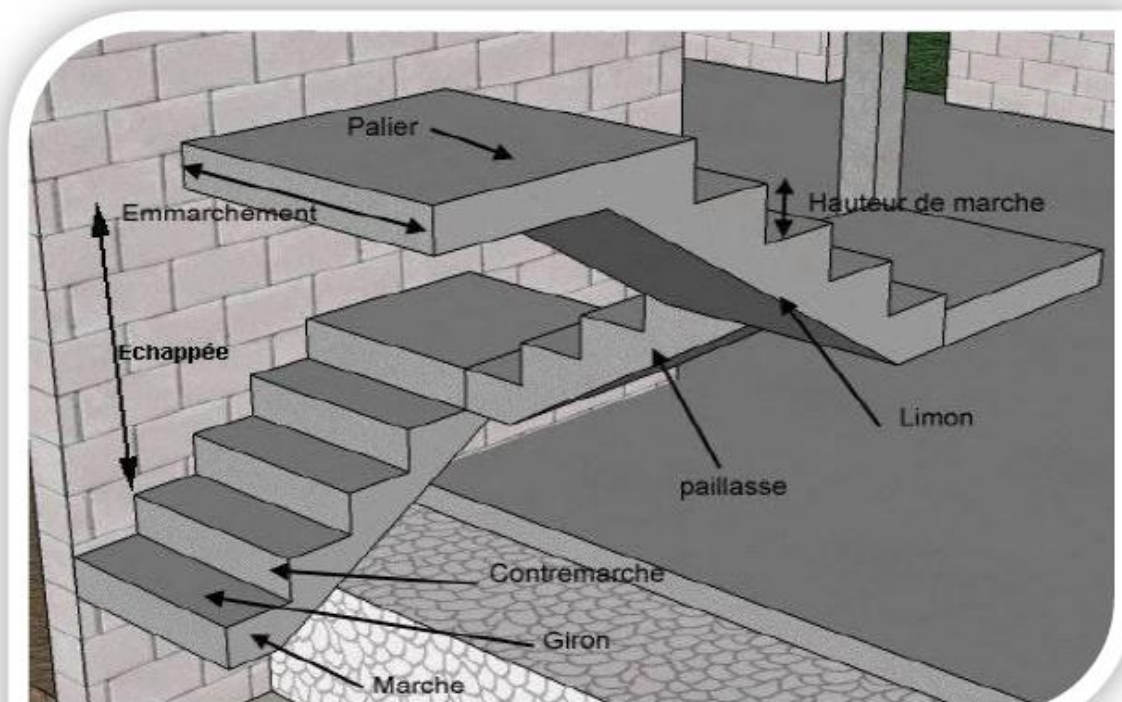 Palier
Emmarchement
Hauteur de marche
Echappée
Limon
paillasse
Contremarche
Giron
Marche